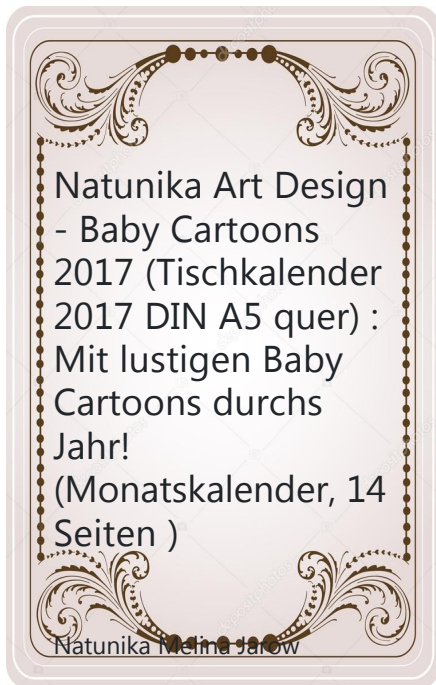 Natunika Art Design
- Baby Cartoons
2017 (Tischkalender
2017 DIN A5 quer) :
Mit lustigen Baby
Cartoons durchs
Jahr!
(Monatskalender, 14
Seiten )
Natunika Melina Jarow